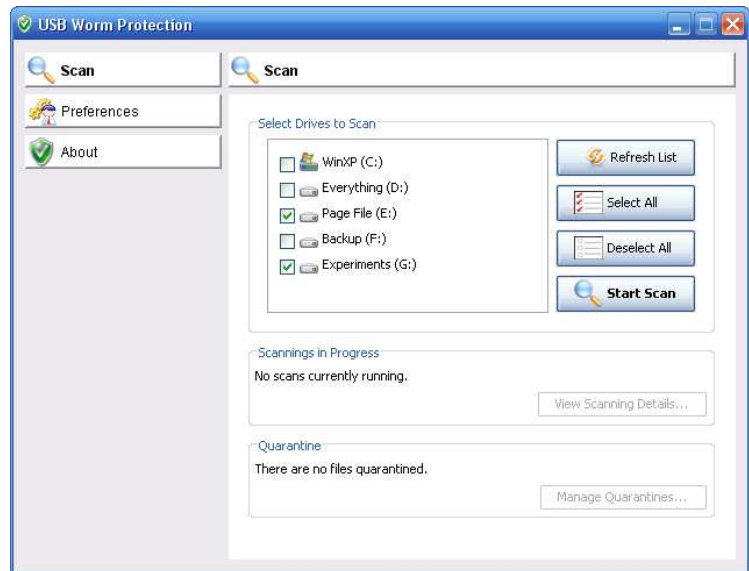 USB Worm Protection
Scan
Preferences
About
Scan
Select Drives to Scan
WinXP (C:)
Everything (D:)
Page File (E:)
Backup (F:)
Experiments (G:)
Refresh List
Select All
Deselect All
Start Scan
Scannings in Progress
No scans currently running.
View Scanning Details...
Quarantine
There are no files quarantined.
Manage Quarantines...